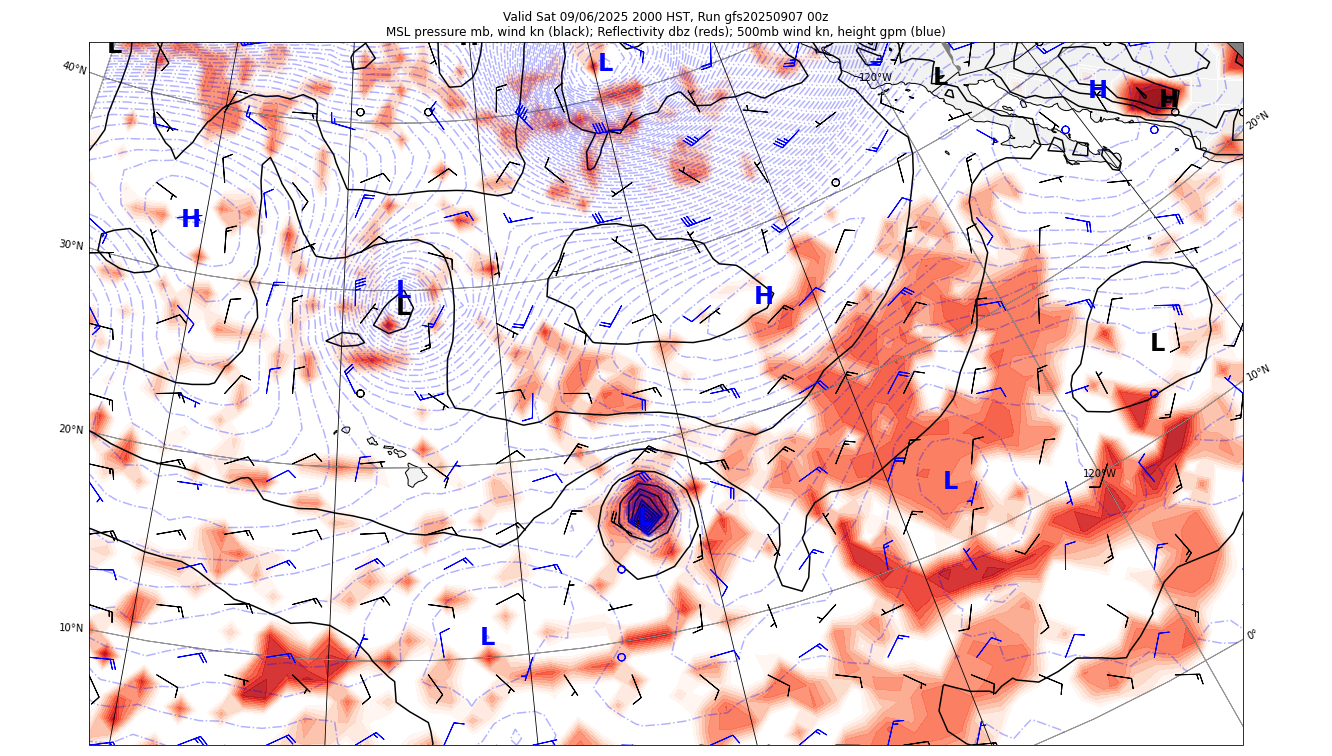 Valid Sat 09/06/2025 2000 HST, Run gfs20250907 00z
MSL pressure mb, wind kn (black); Reflectivity dbz (reds); 500mb wind kn, height gpm (blue)
L
L
40°N
120°W
L
H
H
20°N
H
30°N
L
L
H
L
10°N
20°N
120°W
L
10°N
L
0°